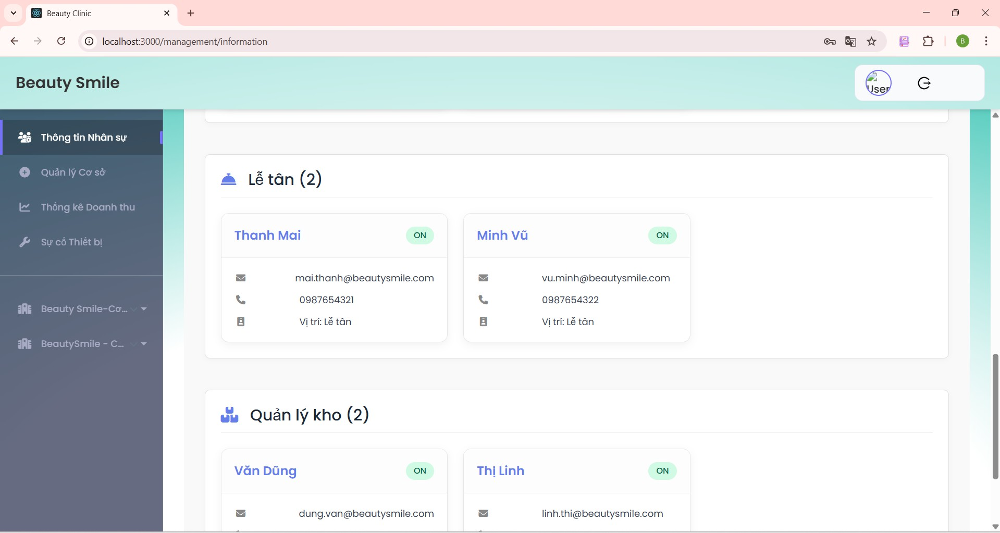 Beauty Clinic
localhost:3000/management/information
B
Beauty Smile
User
Thông tin Nhân sự
Quản lý Cơ sở
Thống kê Doanh thu
Sự cố Thiết bị
Beauty Smile-Cơ...
BeautySmile - C...
Lễ tân (2)
Thanh Mai ON
mai.thanh@beautysmile.com
0987654321
Vị trí: Lễ tân
Minh Vũ ON
vu.minh@beautysmile.com
0987654322
Vị trí: Lễ tân
Quản lý kho (2)
Văn Dũng ON
dung.van@beautysmile.com
Thị Linh ON
linh.thi@beautysmile.com